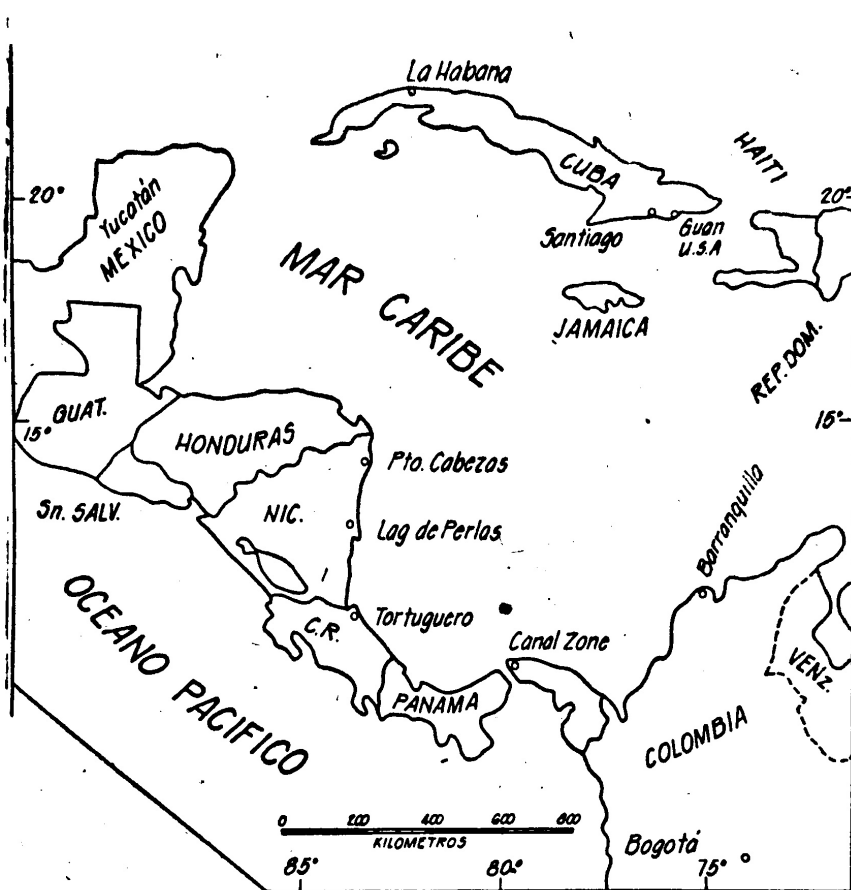 La Habana
HAITI
CUBA
20°
Yucatán
MEXICO
20°
Santiago
Guan
U.S.A
MAR CARIBE
JAMAICA
REP. DOM.
GUAT.
15°
HONDURAS
15°
Pto. Cabezas
Sn. SALV.
NIC.
Lag de Perlas
Barranquilla
OCEANO PACIFICO
C.R.
Tortuguero
Canal Zone
VENZ.
PANAMA
COLOMBIA
0 200 400 600 800
KILOMETROS
Bogotá
85° 80° 75°